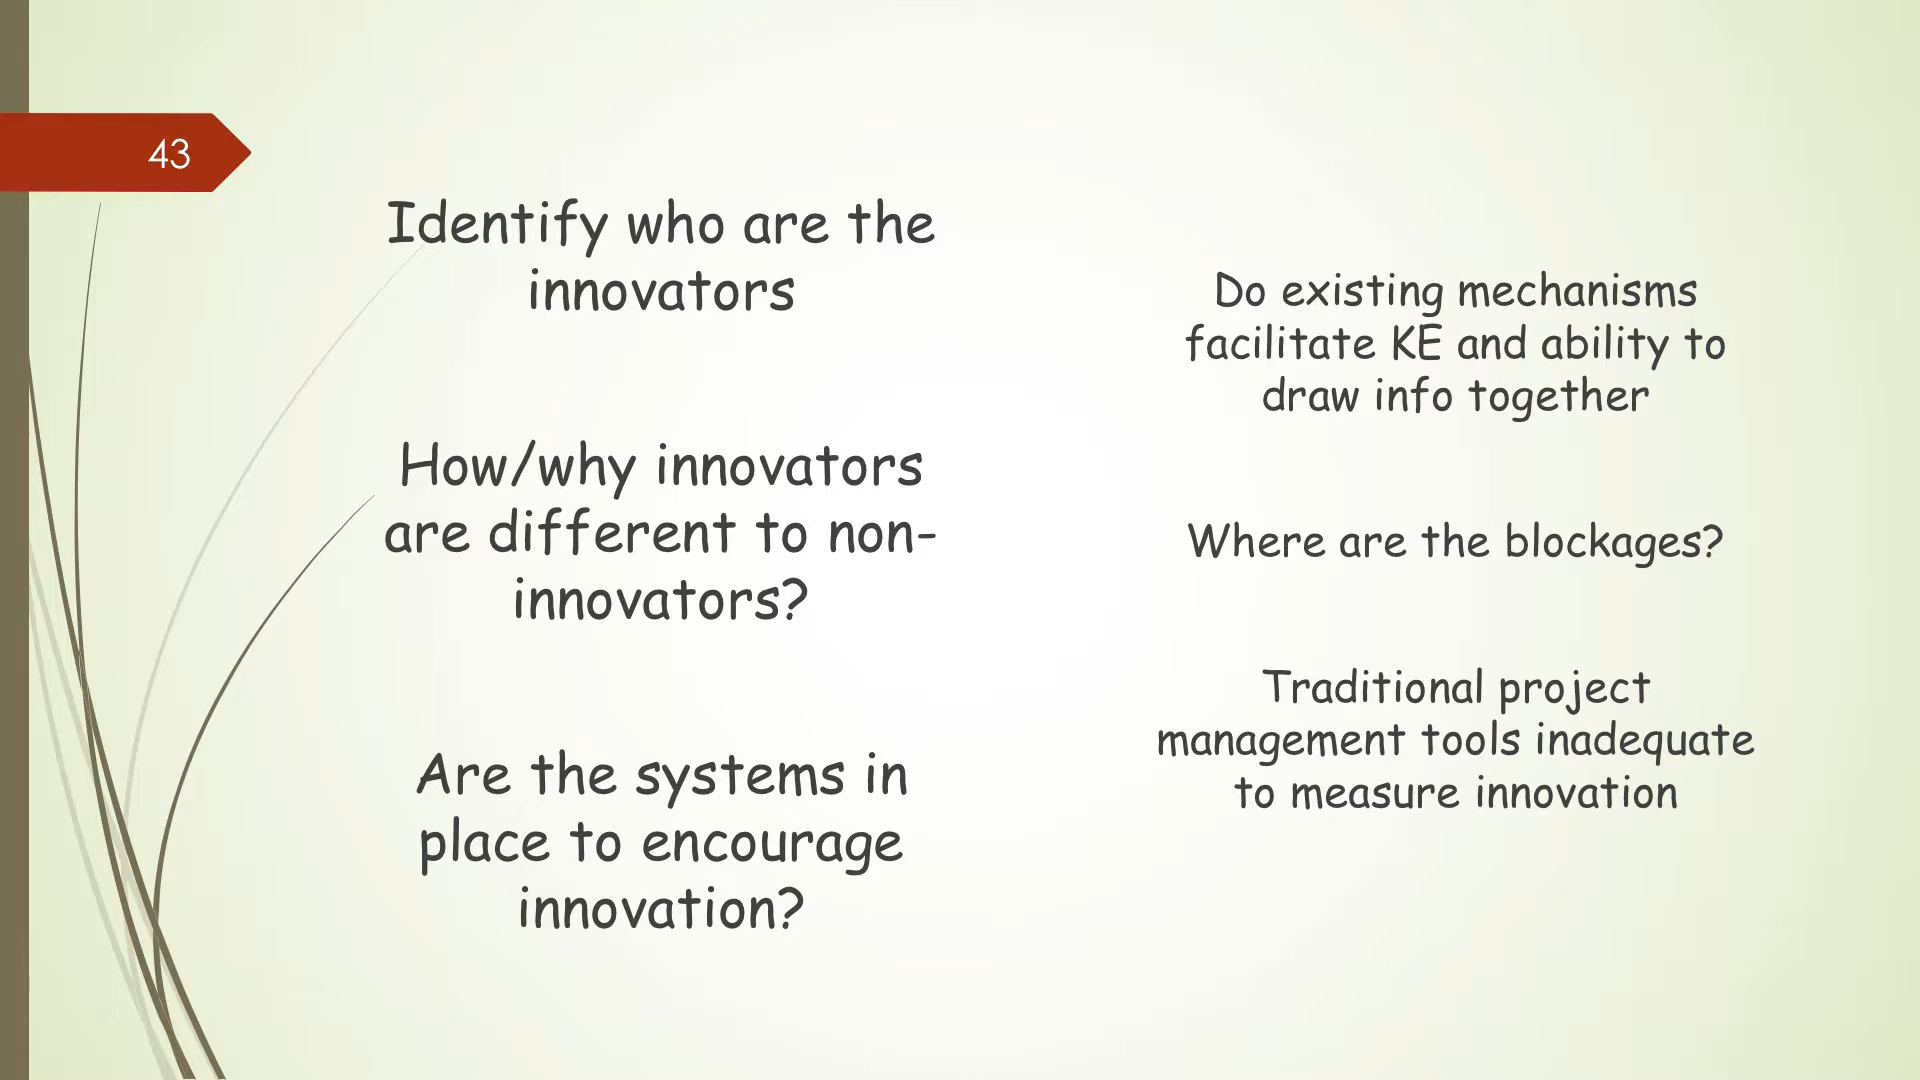 43
Identify who are the
innovators
How/why innovators
are different to non-
innovators?
Are the systems in
place to encourage
innovation?
Do existing mechanisms
facilitate KE and ability to
draw info together
Where are the blockages?
Traditional project
management tools inadequate
to measure innovation